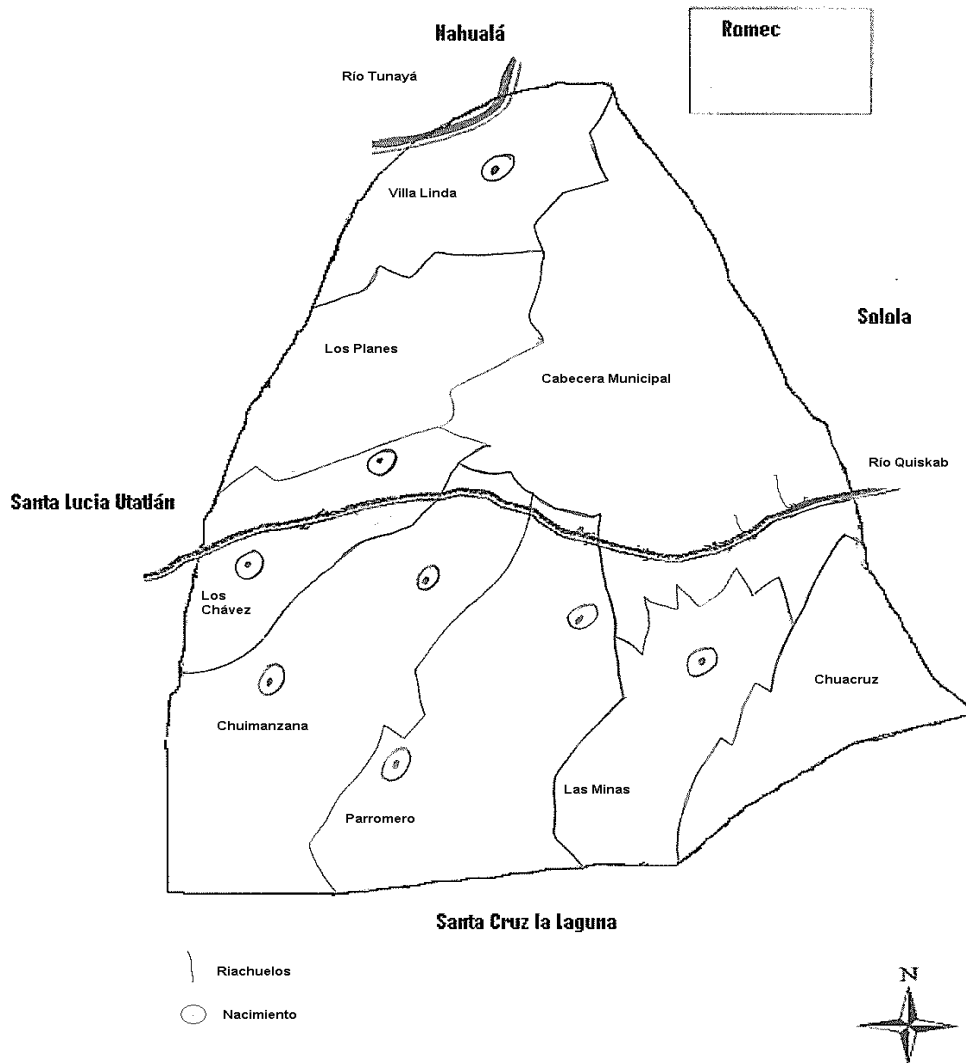 Nahualá
Romec
Río Tunayá
Villa Linda
Solola
Los Planes
Cabecera Municipal
Río Quiskab
Santa Lucia Utatlán
Los
Chávez
Chuacruz
Chuimanzana
Las Minas
Parromero
Santa Cruz la Laguna
Riachuelos
Nacimiento
N